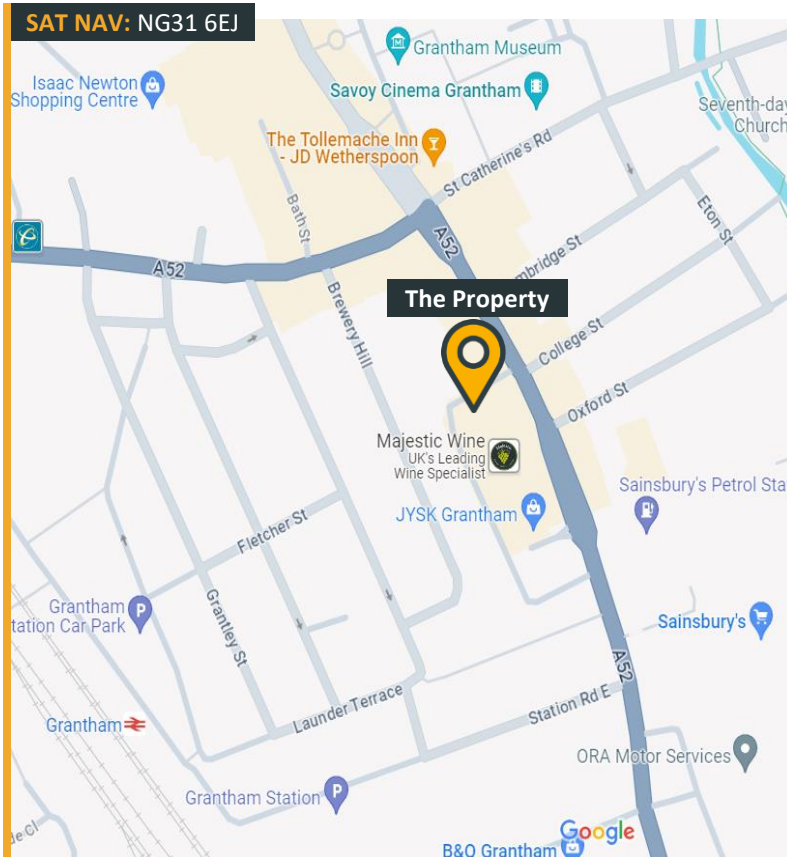 SAT NAV: NG31 6EJ
Grantham Museum
Isaac Newton
Shopping Centre
Savoy Cinema Grantham
Seventh-day
Church
The Tollemache Inn
- JD Wetherspoon
St Catherine's Rd
Bath St
Eton St
A52
A52
mbridge St
Brewery Hill
The Property
College St
Oxford St
Majestic Wine
UK's Leading
Wine Specialist
Sainsbury's Petrol Sta
JYSK Grantham
Fletcher St
Grantham
tation Car Park
P
Grantley St
Sainsbury's
A52
Launder Terrace
Station Rd E
Grantham
ORA Motor Services
Grantham Station
P
de Cl
Google
B&Q Grantham